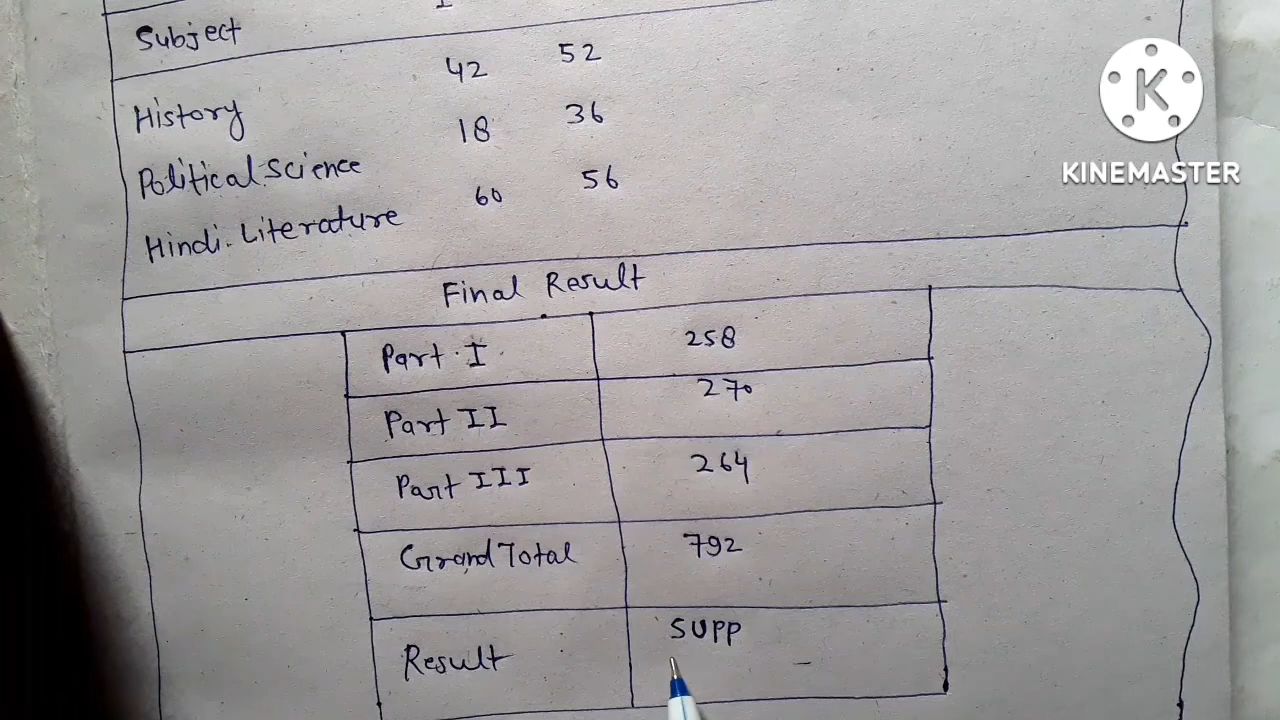 I
Subject
History 42 52
Political Science 18 36
Hindi. Literature 60 56
Final Result
Part. I 258
Part II 270
Part III 264
Grand Total 792
Result SUPP
K
KINEMASTER